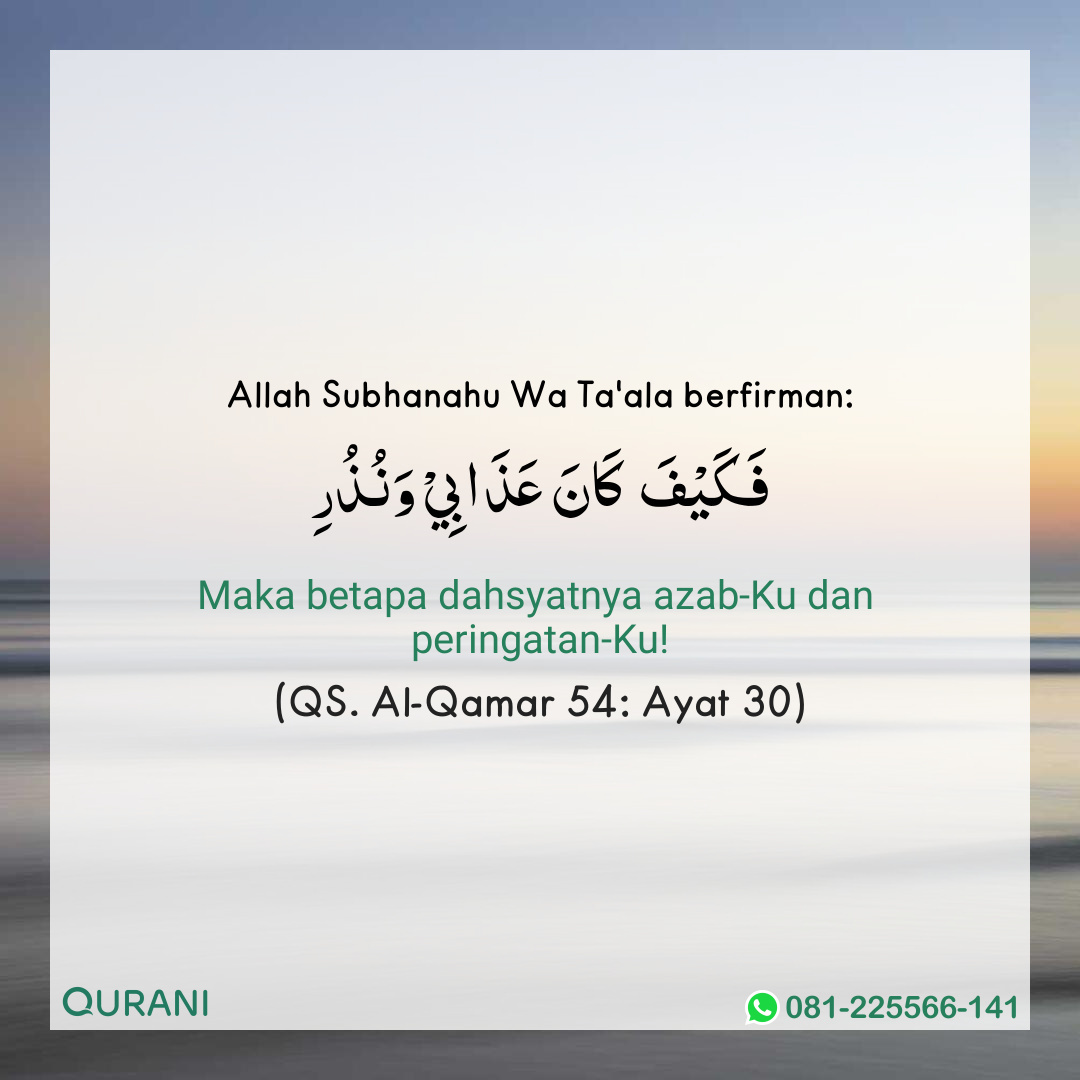 Allah Subhanahu Wa Ta'ala berfirman:
فَكَيْفَ كَانَ عَذَابِيْ وَنُذُرِ
Maka betapa dahsyatnya azab-Ku dan
peringatan-Ku!
(QS. Al-Qamar 54: Ayat 30)
QURANI
081-225566-141